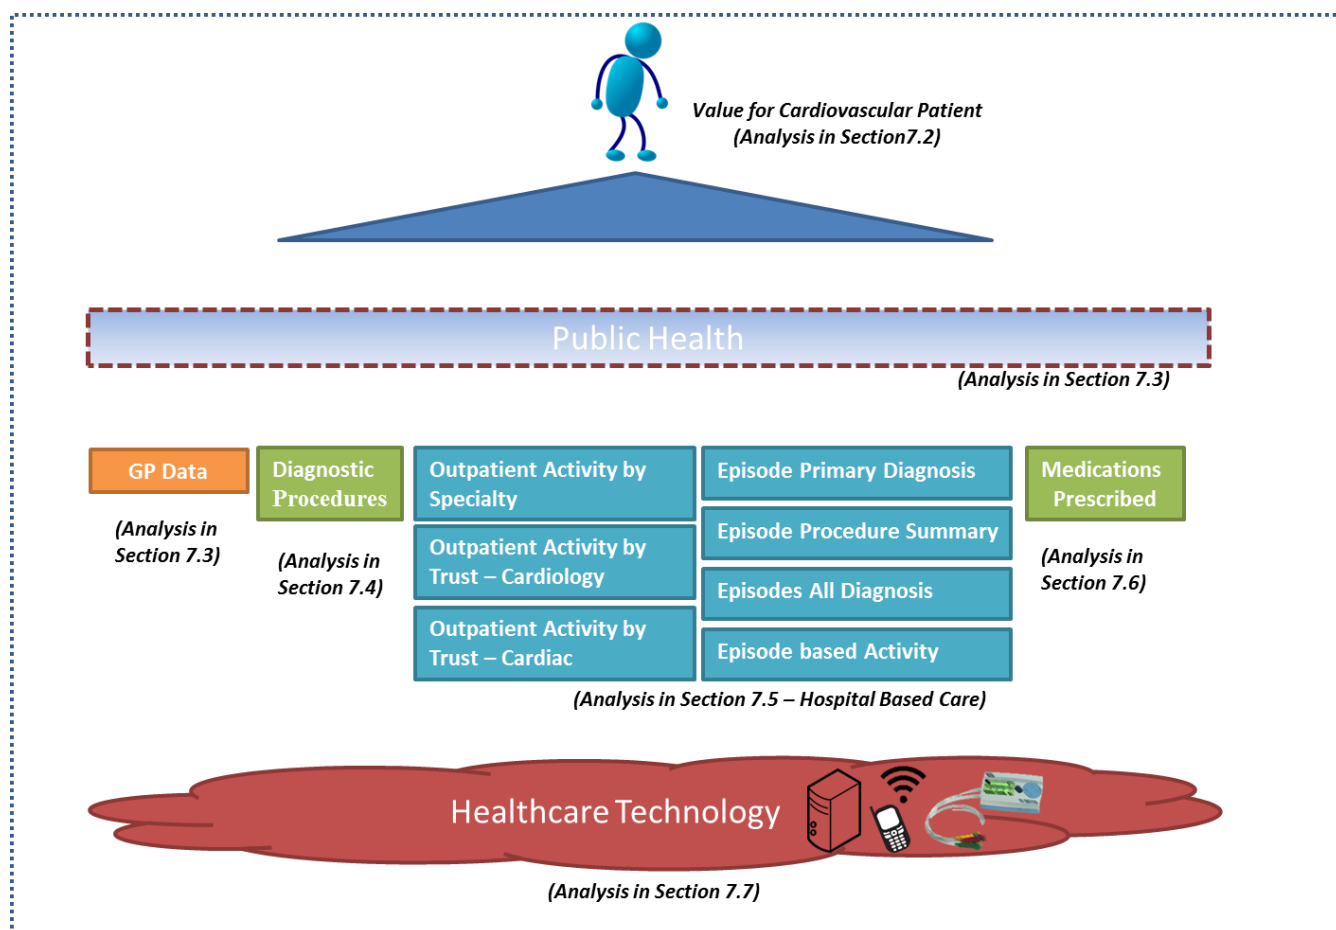 Value for Cardiovascular Patient
(Analysis in Section7.2)
Public Health
(Analysis in Section 7.3)
GP Data
(Analysis in
Section 7.3)
Diagnostic
Procedures
(Analysis in
Section 7.4)
Outpatient Activity by
Specialty
Outpatient Activity by
Trust – Cardiology
Outpatient Activity by
Trust – Cardiac
Episode Primary Diagnosis
Episode Procedure Summary
Episodes All Diagnosis
Episode based Activity
(Analysis in Section 7.5 – Hospital Based Care)
Medications
Prescribed
(Analysis in
Section 7.6)
Healthcare Technology
(Analysis in Section 7.7)